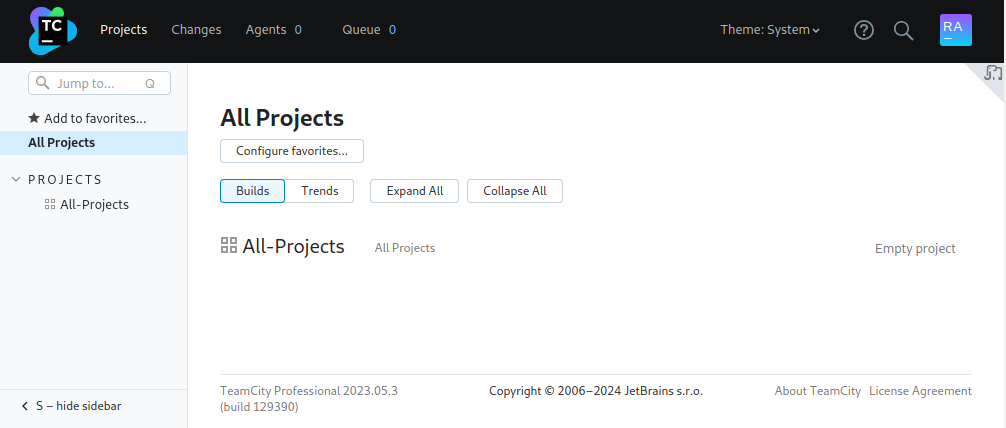 TC
Projects Changes Agents 0 Queue 0 Theme: System RA
Jump to... Q
Add to favorites...
All Projects
PROJECTS
All-Projects
S – hide sidebar
All Projects
Configure favorites...
Builds Trends Expand All Collapse All
All-Projects All Projects Empty project
TeamCity Professional 2023.05.3 Copyright © 2006–2024 JetBrains s.r.o. About TeamCity License Agreement
(build 129390)